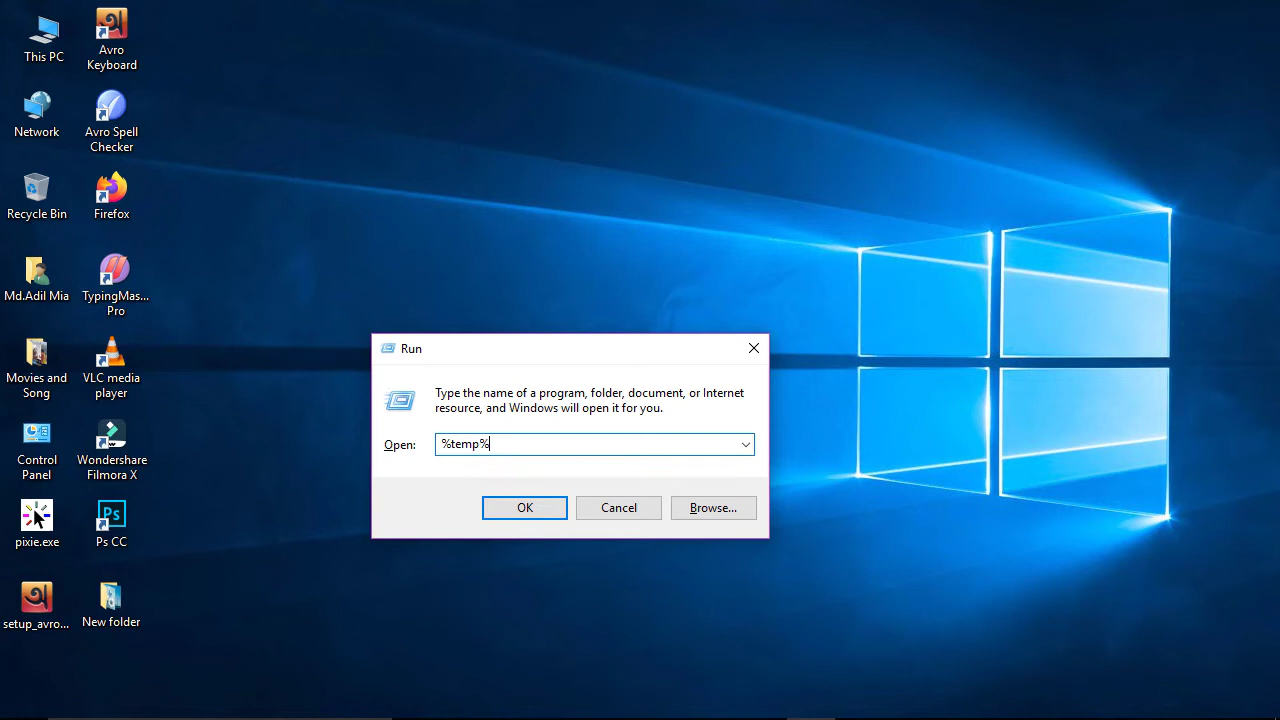 This PC
Avro
Keyboard
Network
Avro Spell
Checker
Recycle Bin
Firefox
Md.Adil Mia
TypingMas...
Pro
Movies and
Song
VLC media
player
Control
Panel
Wondershare
Filmora X
pixie.exe
Ps
Ps CC
অ
setup_avro...
New folder
Run
Type the name of a program, folder, document, or Internet
resource, and Windows will open it for you.
Open: %temp%
OK Cancel Browse...